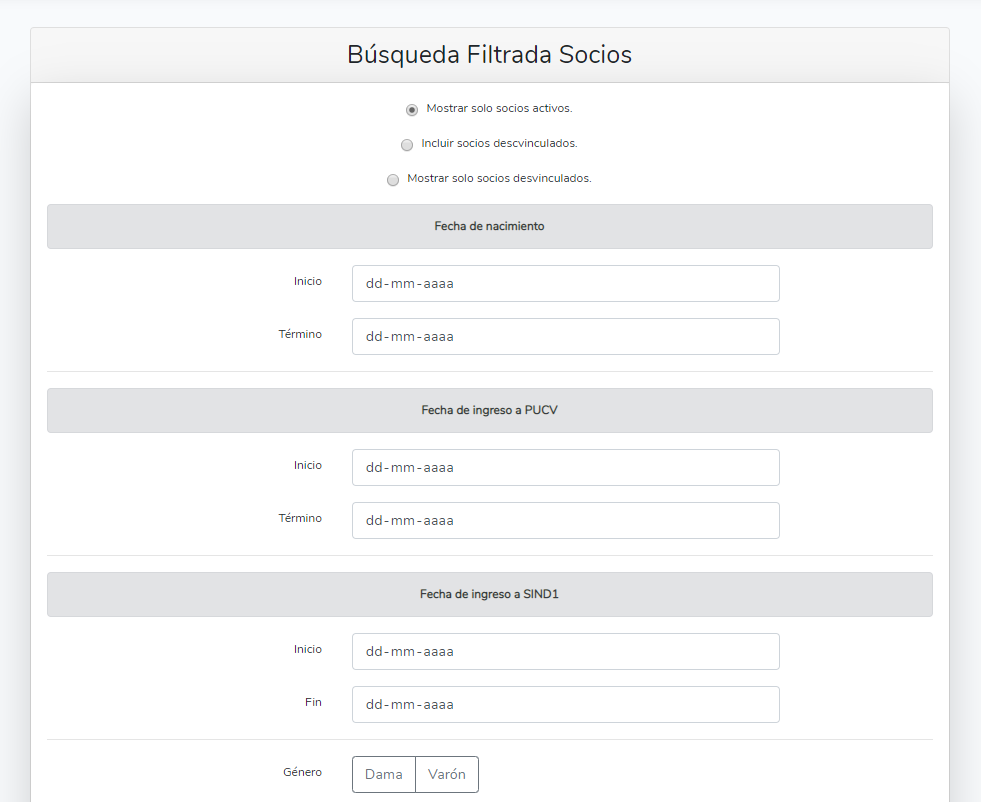 Búsqueda Filtrada Socios
Mostrar solo socios activos.
Incluir socios descvinculados.
Mostrar solo socios desvinculados.
Fecha de nacimiento
Inicio dd-mm-aaaa
Término dd-mm-aaaa
Fecha de ingreso a PUCV
Inicio dd-mm-aaaa
Término dd-mm-aaaa
Fecha de ingreso a SIND1
Inicio dd-mm-aaaa
Fin dd-mm-aaaa
Género Dama Varón